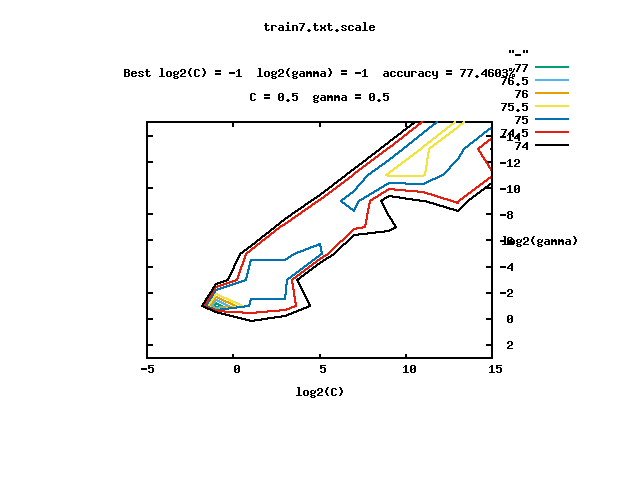 train7.txt.scale
"-"
Best log2(C) = -1  log2(gamma) = -1  accuracy = 77.4603%
77
76.5
C = 0.5  gamma = 0.5
76
75.5
75
74.5
-14
74
-12
-10
-8
-6
log2(gamma)
-4
-2
0
2
-5 0 5 10 15
log2(C)